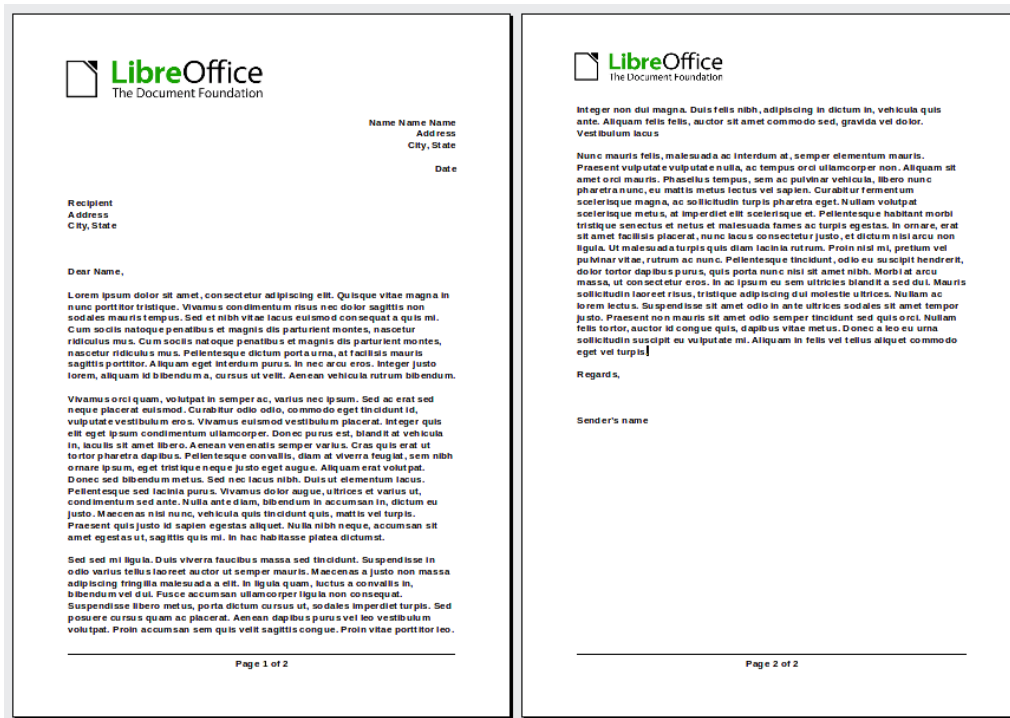 LibreOffice
The Document Foundation
Name Name Name
Address
City, State
Date
Recipient
Address
City, State
Dear Name,
Lorem ipsum dolor sit amet, consectetur adipiscing elit. Quisque vitae magna in
nunc porttitor tristique. Vivamus condimentum risus nec dolor sagittis non
sodales mauris tempus. Sed et nibh vitae lacus euismod consequat a quis mi.
Cum sociis natoque penatibus et magnis dis parturient montes, nascetur
ridiculus mus. Cum sociis natoque penatibus et magnis dis parturient montes,
nascetur ridiculus mus. Pellentesque dictum porta urna, at facilisis mauris
sagittis porttitor. Aliquam eget interdum purus. In nec arcu eros. Integer justo
lorem, aliquam id bibendum a, cursus ut velit. Aenean vehicula rutrum bibendum.
Vivamus orci quam, volutpat in semper ac, varius nec ipsum. Sed ac erat sed
neque placerat euismod. Curabitur odio odio, commodo eget tincidunt id,
vulputate vestibulum eros. Vivamus euismod vestibulum placerat. Integer quis
elit eget ipsum condimentum ullamcorper. Donec purus est, blandit at vehicula
in, iaculis sit amet libero. Aenean venenatis semper varius. Cras quis erat ut
tortor pharetra dapibus. Pellentesque convallis, diam at viverra feugiat, sem nibh
ornare ipsum, eget tristique neque justo eget augue. Aliquam erat volutpat.
Donec sed bibendum metus. Sed nec lacus nibh. Duis ut elementum lacus.
Pellentesque sed lacinia purus. Vivamus dolor augue, ultrices et varius ut,
condimentum sed ante. Nulla ante diam, bibendum in accumsan in, dictum eu
justo. Maecenas nisi nunc, vehicula quis tincidunt quis, mattis vel turpis.
Praesent quis justo id sapien egestas aliquet. Nulla nibh neque, accumsan sit
amet egestas ut, sagittis quis mi. In hac habitasse platea dictumst.
Sed sed mi ligula. Duis viverra faucibus massa sed tincidunt. Suspendisse in
odio varius tellus laoreet auctor ut semper mauris. Maecenas a justo non massa
adipiscing fringilla malesuada a elit. In ligula quam, luctus a convallis in,
bibendum vel dui. Fusce accumsan ullamcorper ligula non consequat.
Suspendisse libero metus, porta dictum cursus ut, sodales imperdiet turpis. Sed
posuere cursus quam ac placerat. Aenean dapibus purus vel leo vestibulum
volutpat. Proin accumsan sem quis velit sagittis congue. Proin vitae porttitor leo.
Page 1 of 2
LibreOffice
The Document Foundation
Integer non dui magna. Duis felis nibh, adipiscing in dictum in, vehicula quis
ante. Aliquam felis felis, auctor sit amet commodo sed, gravida vel dolor.
Vestibulum lacus
Nunc mauris felis, malesuada ac interdum at, semper elementum mauris.
Praesent vulputate vulputate nulla, ac tempus orci ullamcorper non. Aliquam sit
amet orci mauris. Phasellus tempus, sem ac pulvinar vehicula, libero nunc
pharetra nunc, eu mattis metus lectus vel sapien. Curabitur fermentum
scelerisque magna, ac sollicitudin turpis pharetra eget. Nullam volutpat
scelerisque metus, at imperdiet elit scelerisque et. Pellentesque habitant morbi
tristique senectus et netus et malesuada fames ac turpis egestas. In ornare, erat
sit amet facilisis placerat, nunc lacus consectetur justo, et dictum nisi arcu non
ligula. Ut malesuada turpis quis diam lacinia rutrum. Proin nisl mi, pretium vel
pulvinar vitae, rutrum ac nunc. Pellentesque tincidunt, odio eu suscipit hendrerit,
dolor tortor dapibus purus, quis porta nunc nisi sit amet nibh. Morbi at arcu
massa, ut consectetur eros. In ac ipsum eu sem ultricies blandit a sed dui. Mauris
sollicitudin laoreet risus, tristique adipiscing dui molestie ultrices. Nullam ac
lorem lectus. Suspendisse sit amet odio in ante ultrices sodales sit amet tempor
justo. Praesent non mauris sit amet odio semper tincidunt sed quis orci. Nullam
felis tortor, auctor id congue quis, dapibus vitae metus. Donec a leo eu urna
sollicitudin suscipit eu vulputate mi. Aliquam in felis vel tellus aliquet commodo
eget vel turpis.
Regards,
Sender's name
Page 2 of 2